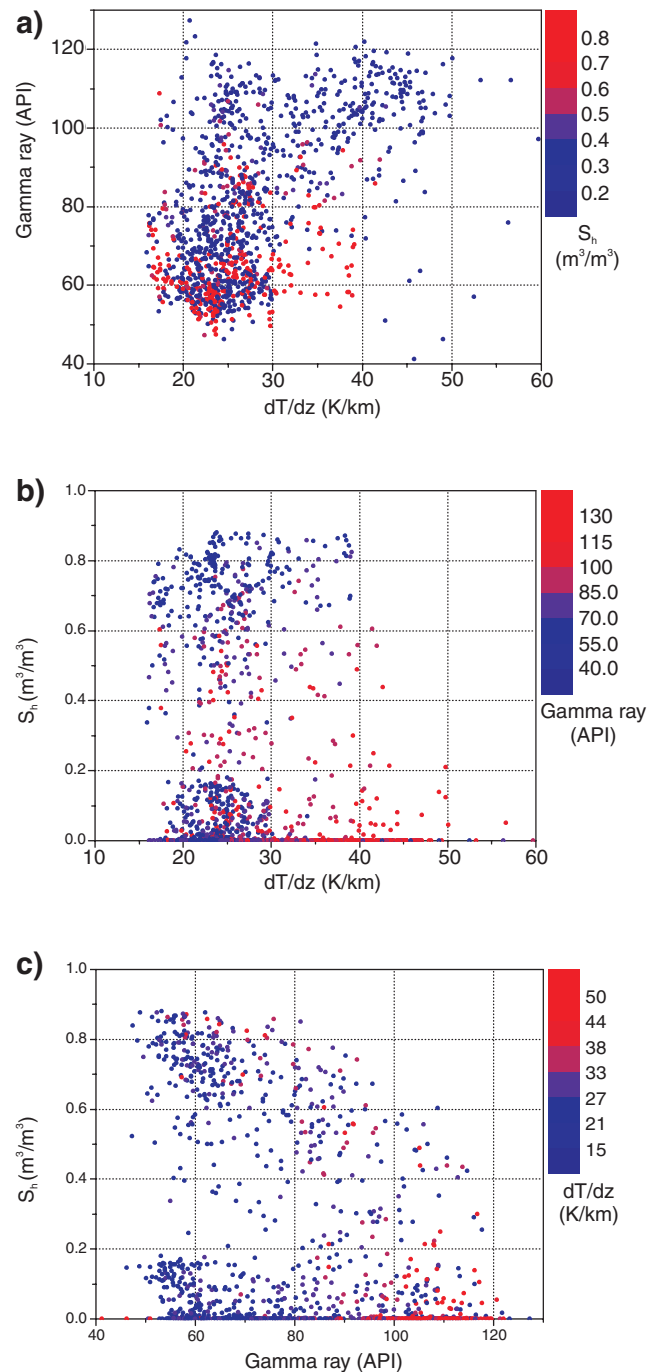 a)
120
100
80
60
40
Gamma ray (API)
10 20 30 40 50 60
dT/dz (K/km)
0.8
0.7
0.6
0.5
0.4
0.3
0.2
Sₕ
(m³/m³)
b)
1.0
0.8
0.6
0.4
0.2
0.0
Sₕ (m³/m³)
10 20 30 40 50 60
dT/dz (K/km)
130
115
100
85.0
70.0
55.0
40.0
Gamma ray
(API)
c)
1.0
0.8
0.6
0.4
0.2
0.0
Sₕ (m³/m³)
40 60 80 100 120
Gamma ray (API)
50
44
38
33
27
21
15
dT/dz
(K/km)